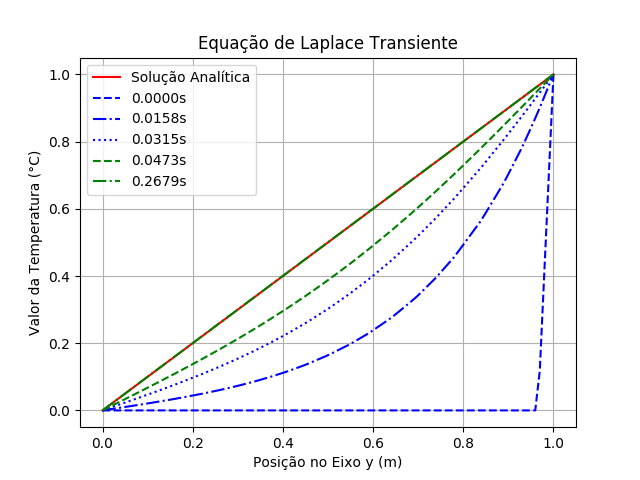 Equação de Laplace Transiente
Solução Analítica
0.0000s
0.0158s
0.0315s
0.0473s
0.2679s
Valor da Temperatura (°C)
1.0
0.8
0.6
0.4
0.2
0.0
0.0 0.2 0.4 0.6 0.8 1.0
Posição no Eixo y (m)